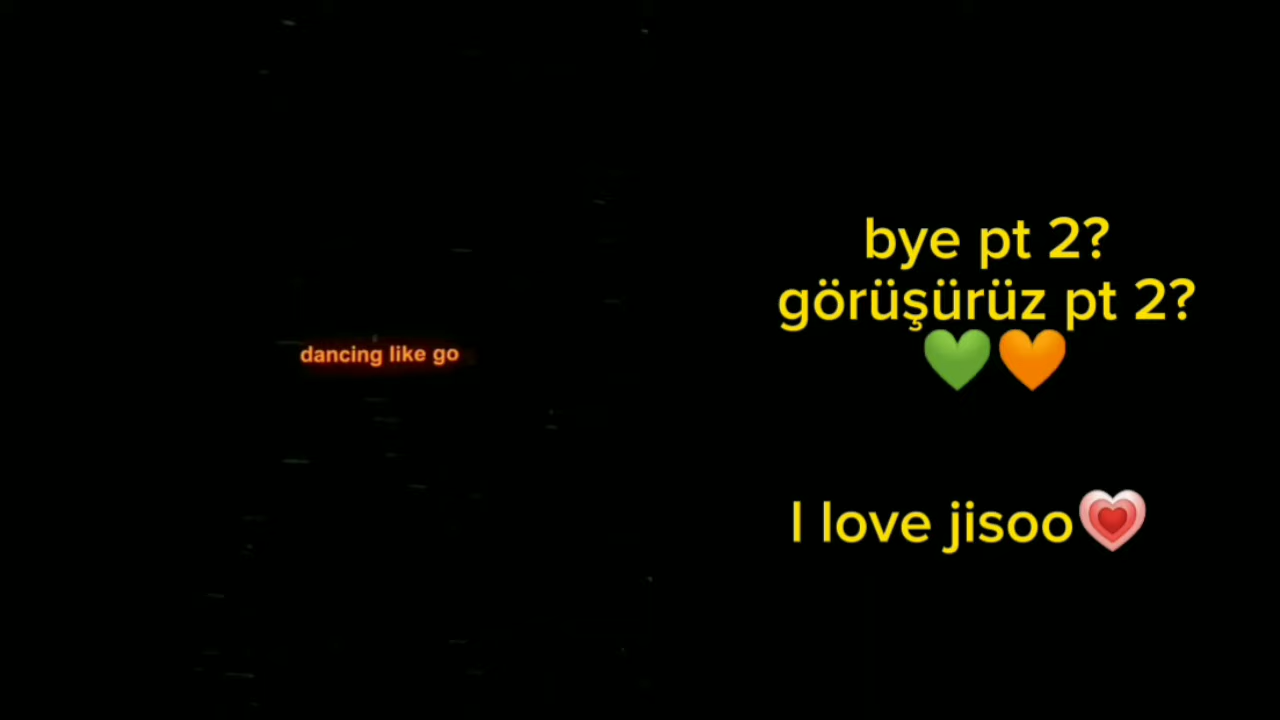 dancing like go
bye pt 2?
görüşürüz pt 2?
💚🧡
I love jisoo💗